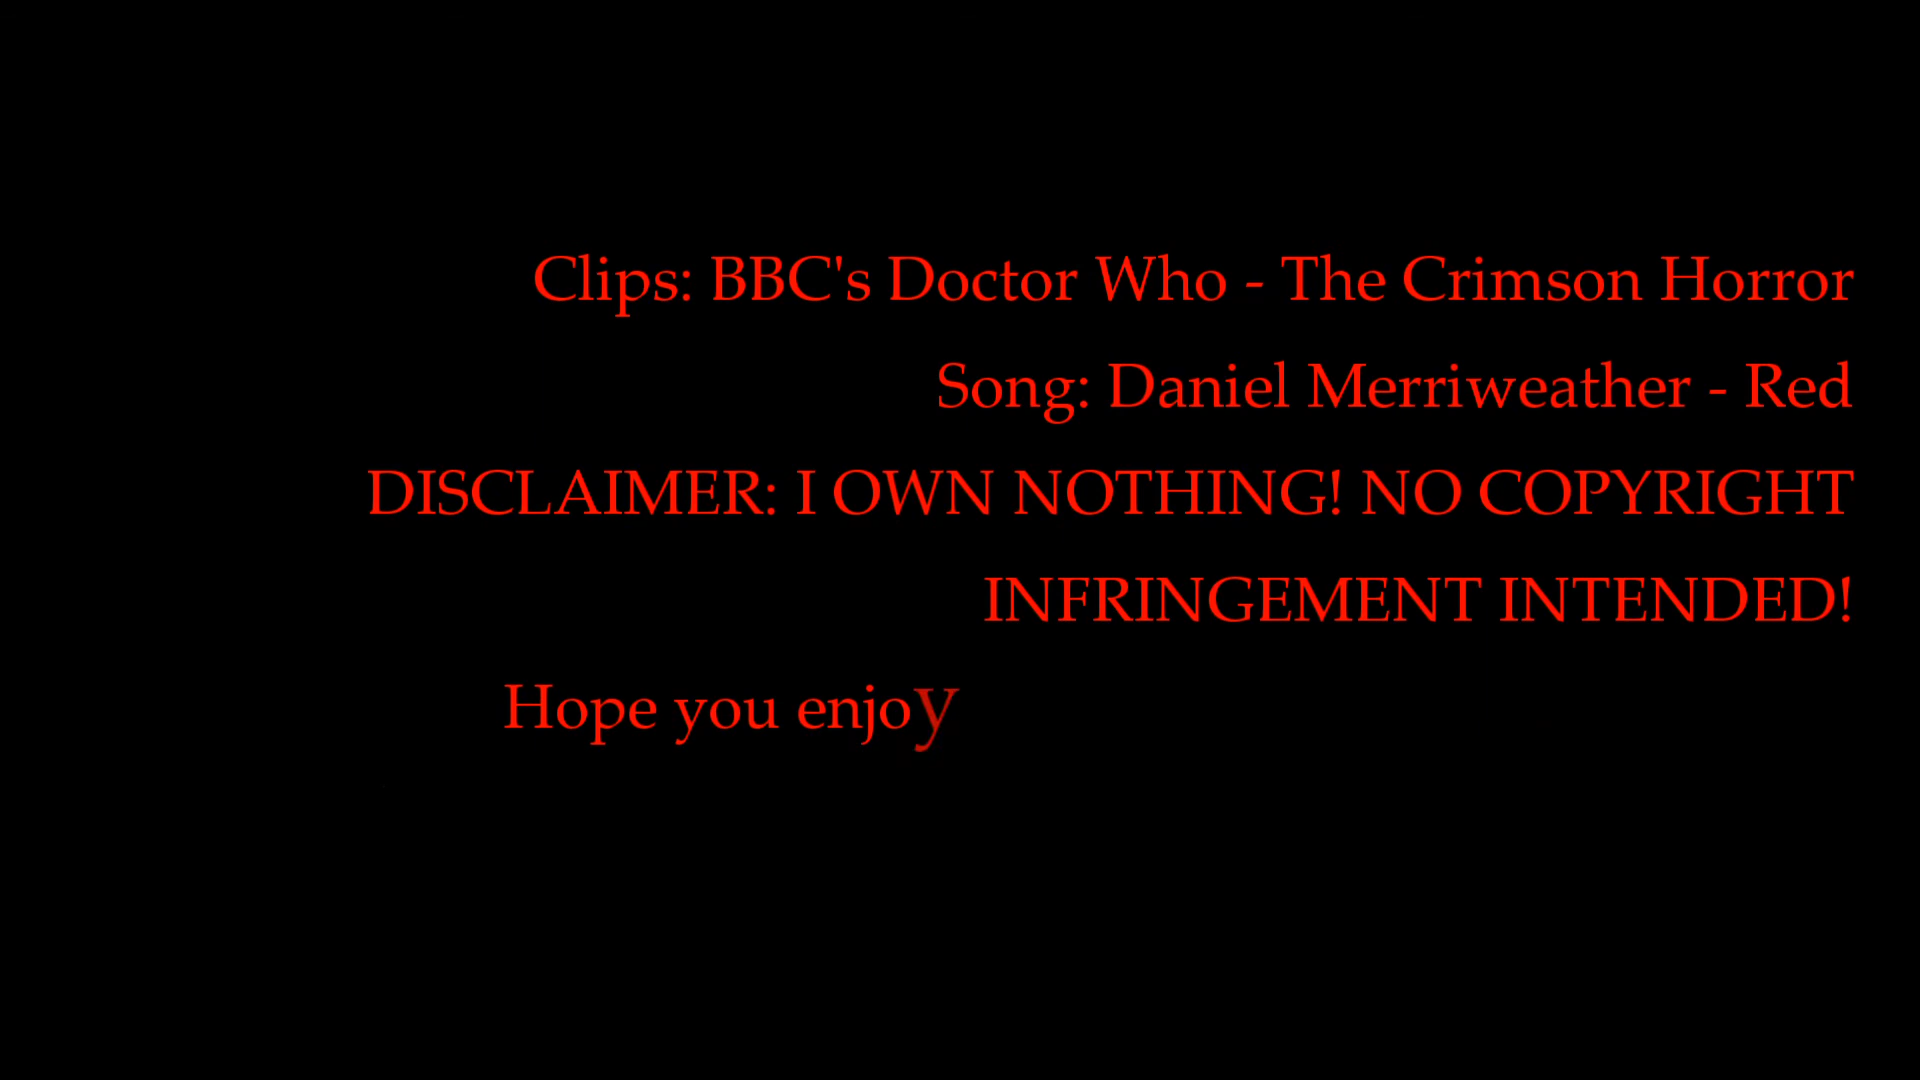 Clips: BBC's Doctor Who - The Crimson Horror
Song: Daniel Merriweather - Red
DISCLAIMER: I OWN NOTHING! NO COPYRIGHT
INFRINGEMENT INTENDED!
Hope you enjoy